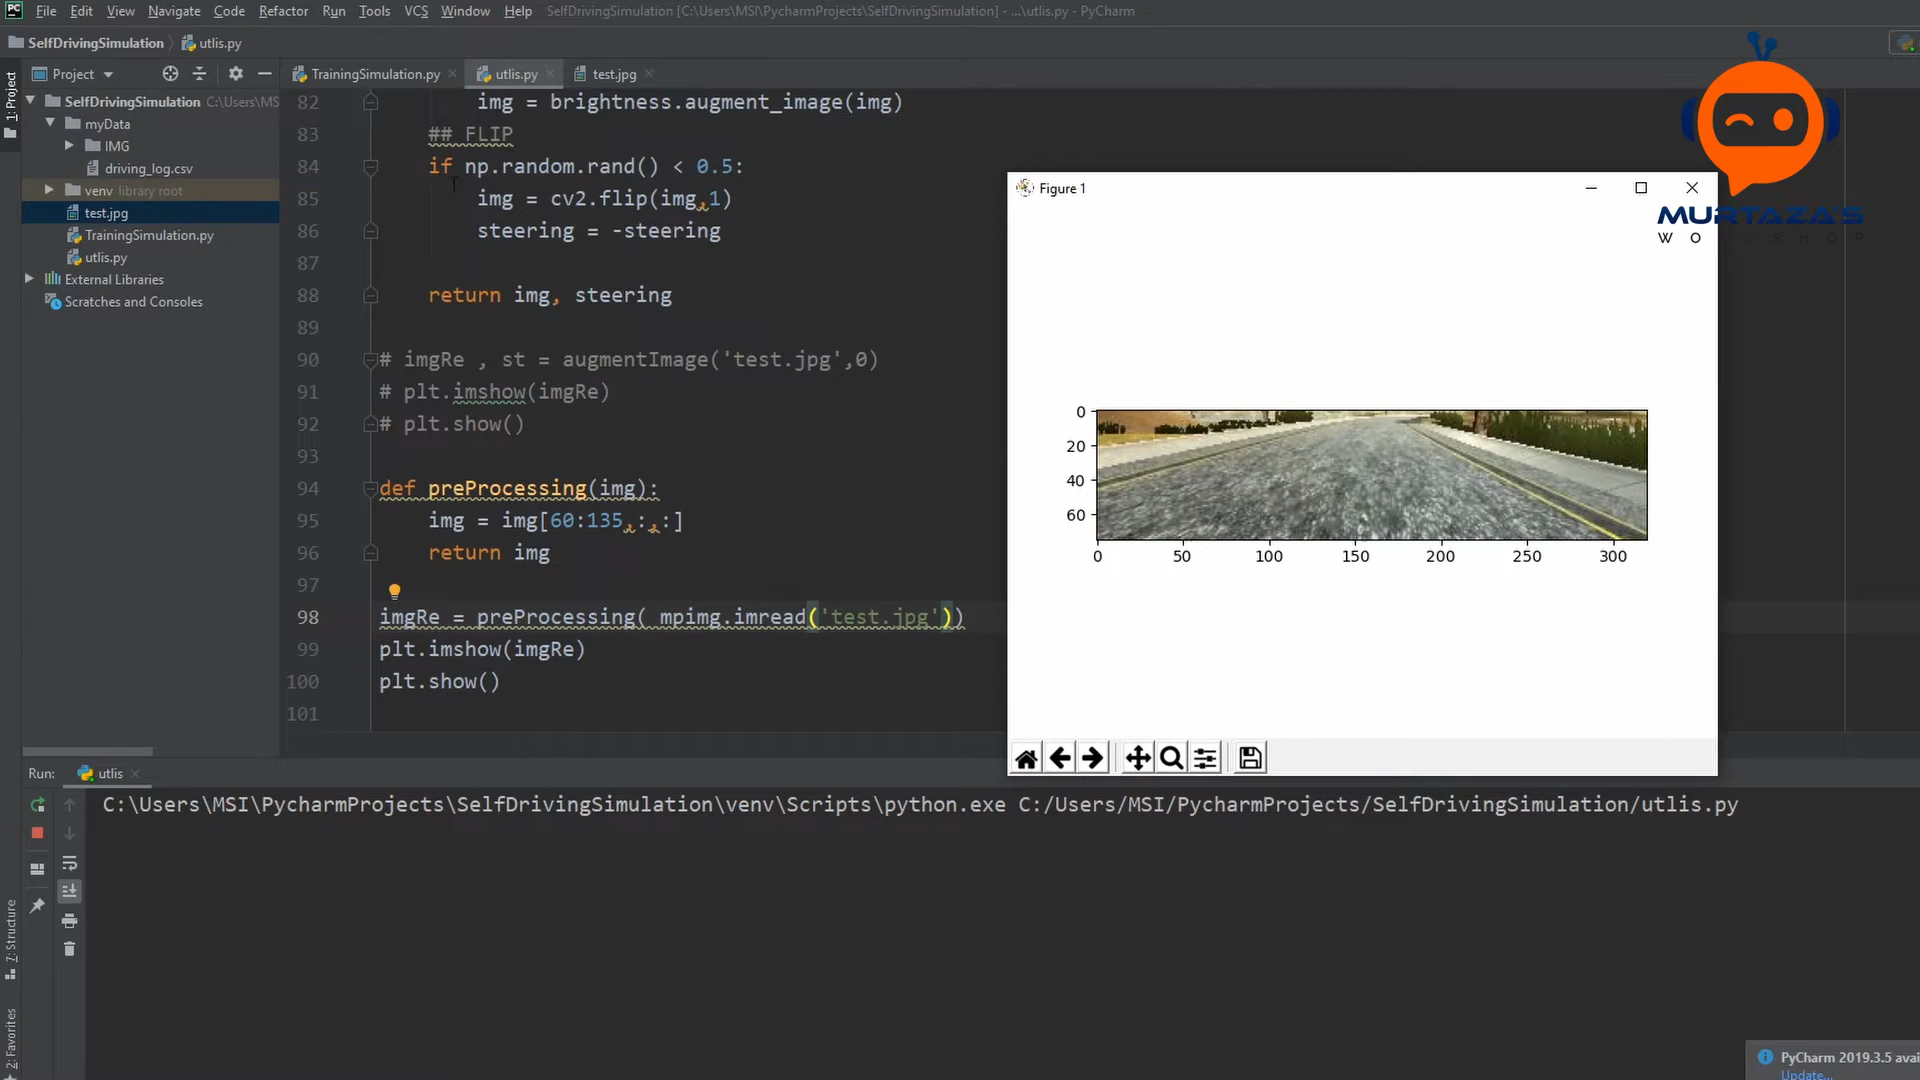 File Edit View Navigate Code Refactor Run Tools VCS Window Help SelfDrivingSimulation [C:\Users\MSI\PycharmProjects\SelfDrivingSimulation] - ...\utlis.py - PyCharm
SelfDrivingSimulation utlis.py
Project
TrainingSimulation.py
utlis.py
test.jpg
1: Project
SelfDrivingSimulation C:\Users\MS
myData
IMG
driving_log.csv
venv library root
test.jpg
TrainingSimulation.py
utlis.py
External Libraries
Scratches and Consoles
82 img = brightness.augment_image(img)
83 ## FLIP
84 if np.random.rand() < 0.5:
85 img = cv2.flip(img,1)
86 steering = -steering
87
88 return img, steering
89
90 # imgRe , st = augmentImage('test.jpg',0)
91 # plt.imshow(imgRe)
92 # plt.show()
93
94 def preProcessing(img):
95 img = img[60:135,:,:]
96 return img
97
98 imgRe = preProcessing( mpimg.imread('test.jpg'))
99 plt.imshow(imgRe)
100 plt.show()
101
Figure 1
0
20
40
60
0 50 100 150 200 250 300
MURTAZA'S
Run: utlis
C:\Users\MSI\PycharmProjects\SelfDrivingSimulation\venv\Scripts\python.exe C:/Users/MSI/PycharmProjects/SelfDrivingSimulation/utlis.py
7: Structure
2: Favorites
PyCharm 2019.3.5 avai
Update...